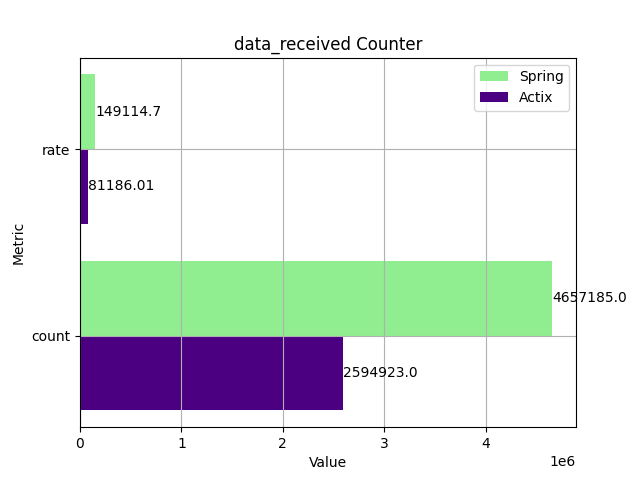 data_received Counter
Spring
Actix
149114.7
rate
81186.01
Metric
4657185.0
count
2594923.0
0 1 2 3 4
1e6
Value